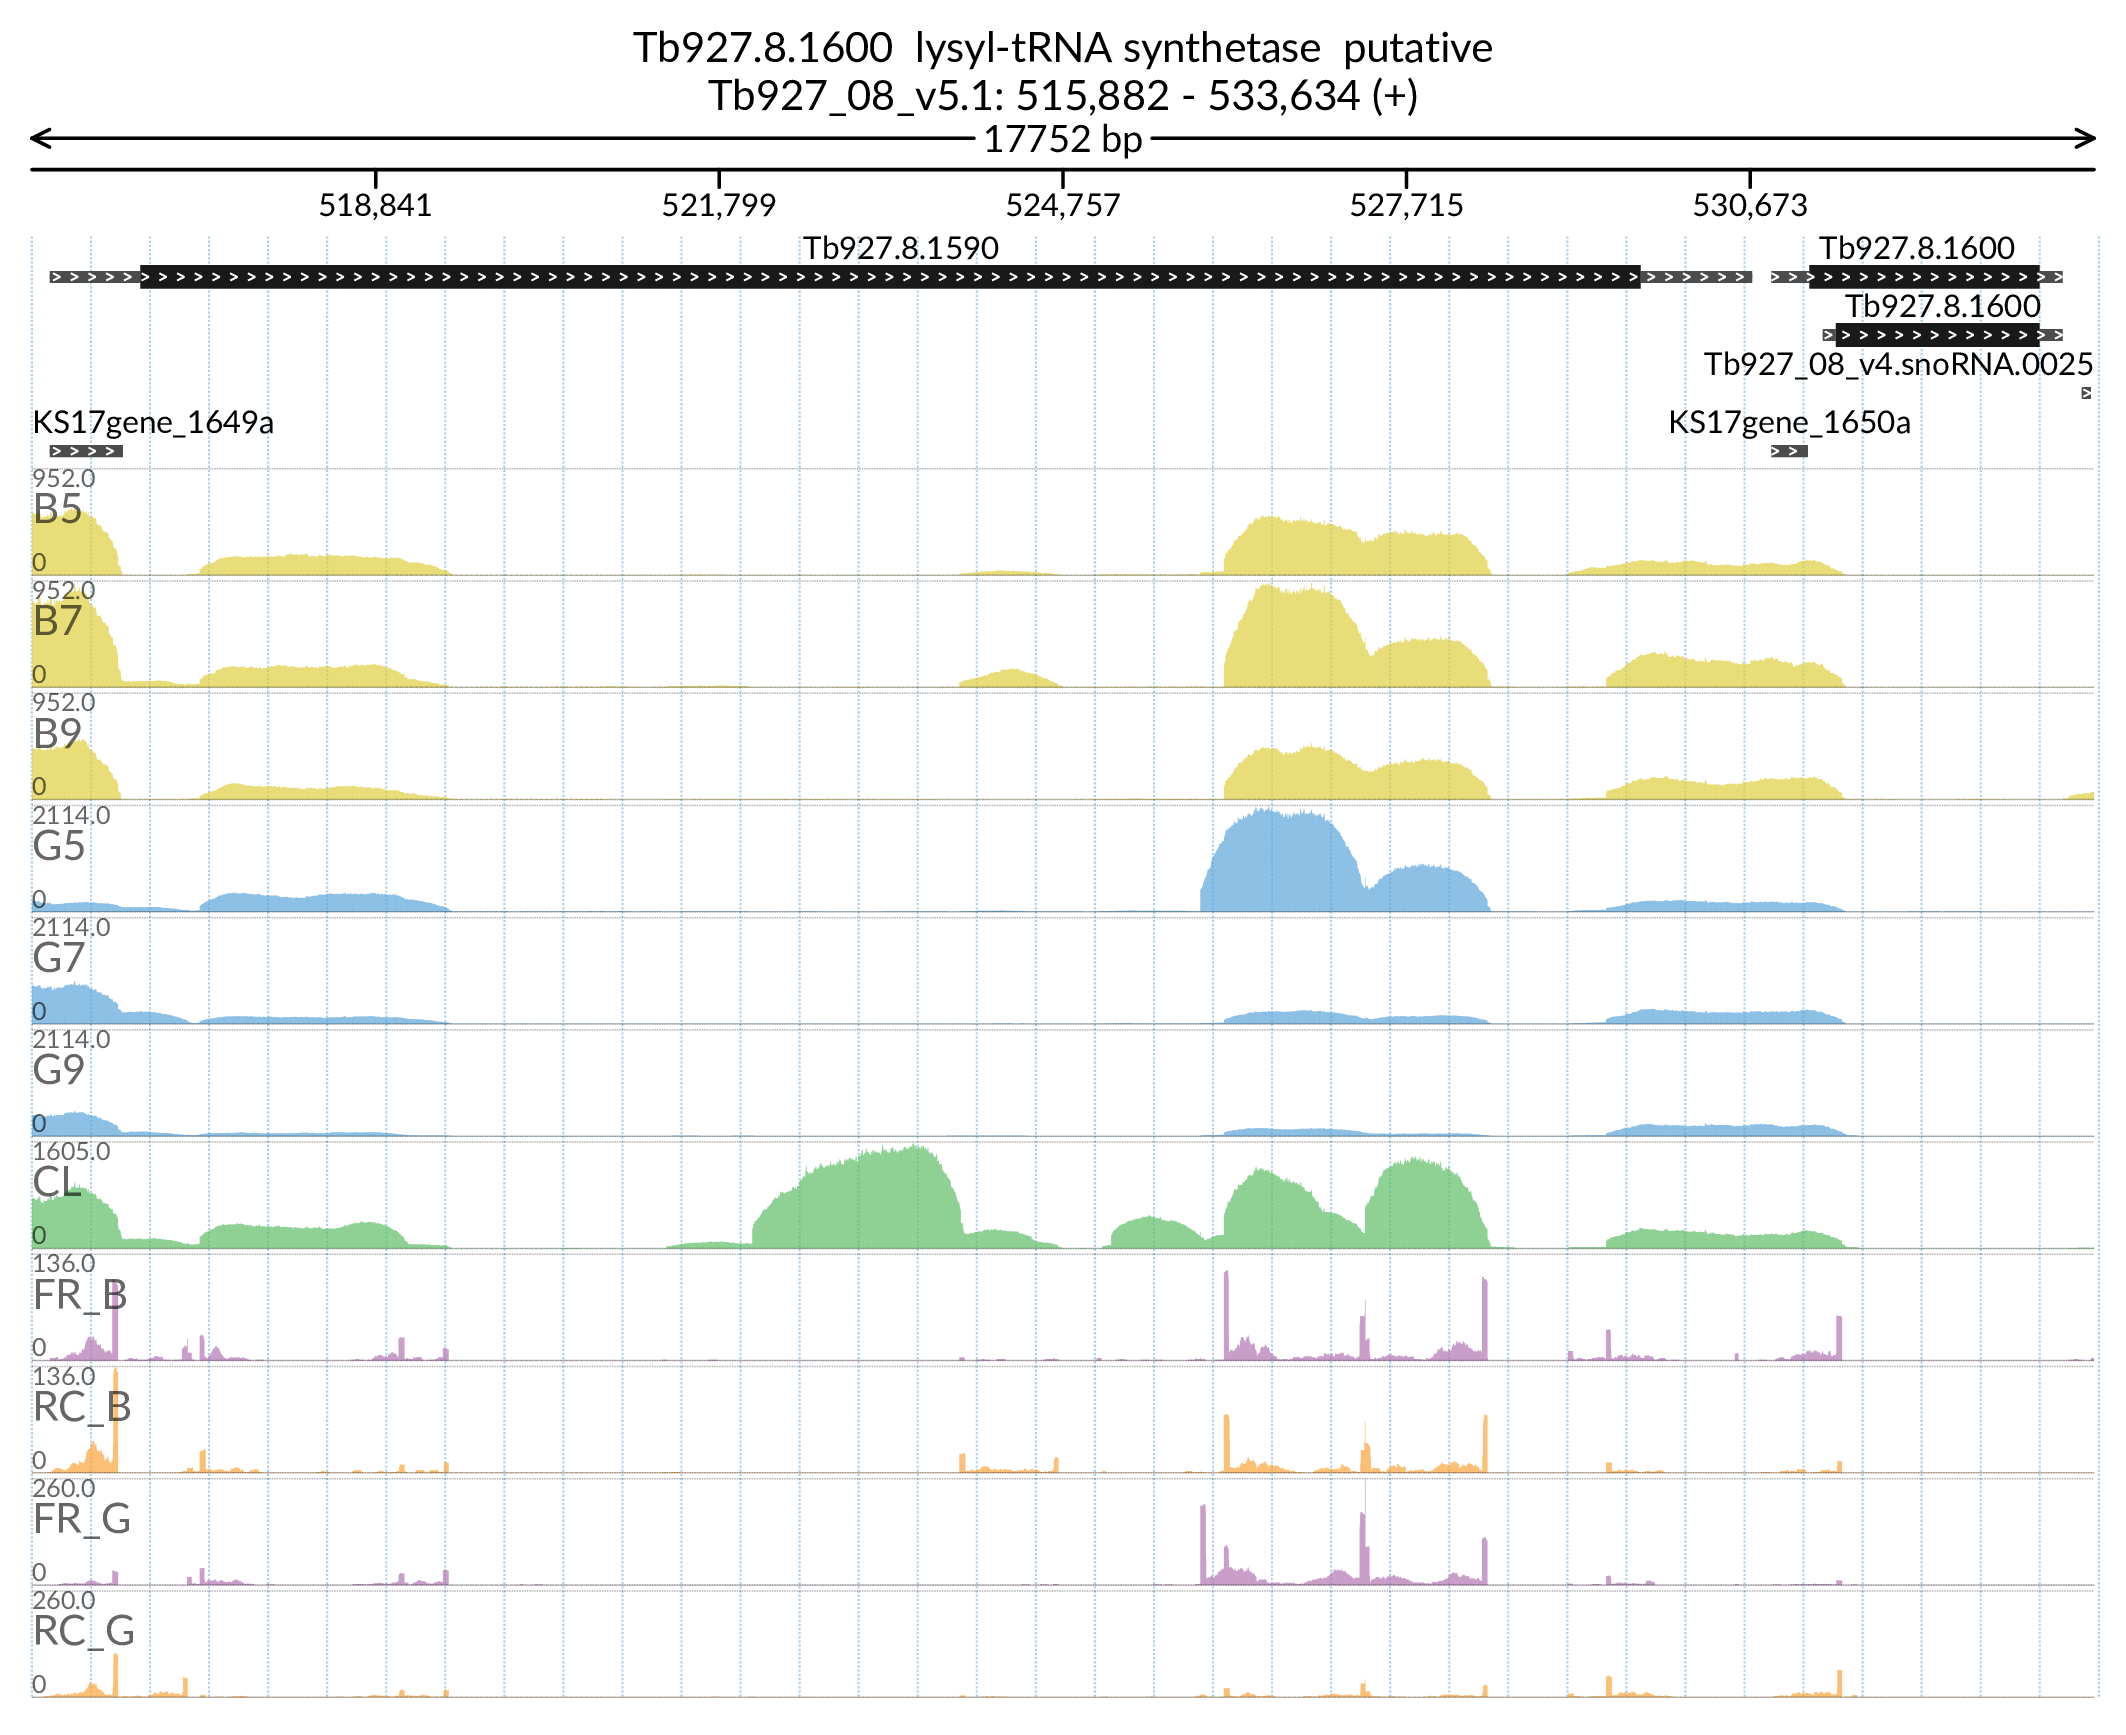 Tb927.8.1600  lysyl-tRNA synthetase  putative
Tb927_08_v5.1: 515,882 - 533,634 (+)
17752 bp
518,841 521,799 524,757 527,715 530,673
Tb927.8.1590 Tb927.8.1600
Tb927.8.1600
Tb927_08_v4.snoRNA.0025
KS17gene_1649a KS17gene_1650a
952.0
B5
0
952.0
B7
0
952.0
B9
0
2114.0
G5
0
2114.0
G7
0
2114.0
G9
0
1605.0
CL
0
136.0
FR_B
0
136.0
RC_B
0
260.0
FR_G
0
260.0
RC_G
0